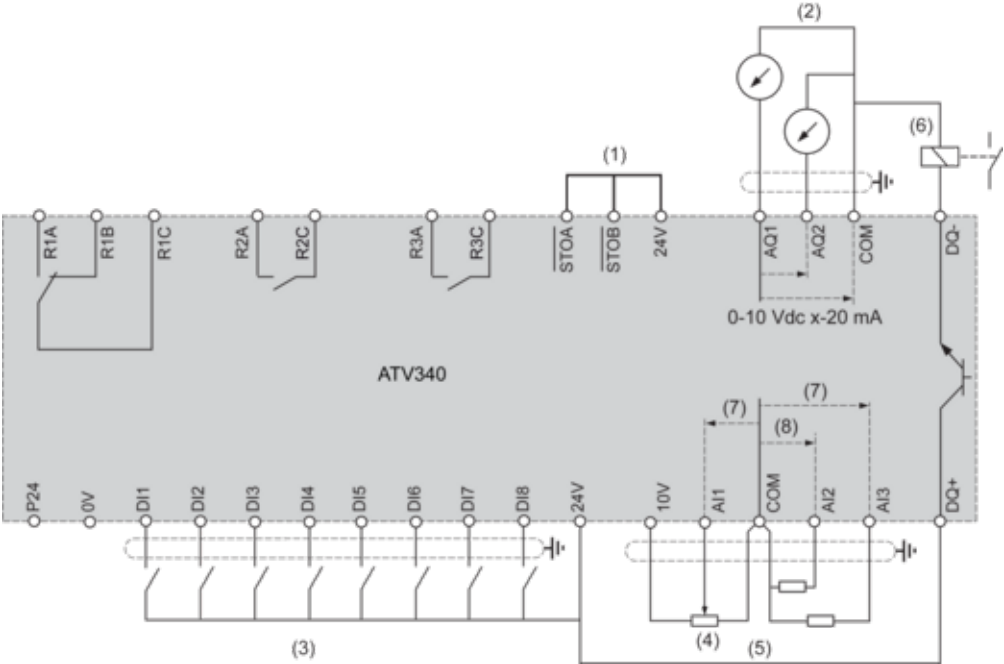 (2)
(6)
(1)
R1A
R1B
R1C
R2A
R2C
R3A
R3C
STOA
STOB
24V
AQ1
AQ2
COM
DQ-
0-10 Vdc x-20 mA
ATV340
(7)
(7)
(8)
P24
0V
DI1
DI2
DI3
DI4
DI5
DI6
DI7
DI8
24V
10V
AI1
COM
AI2
AI3
DQ+
(3)
(4)
(5)